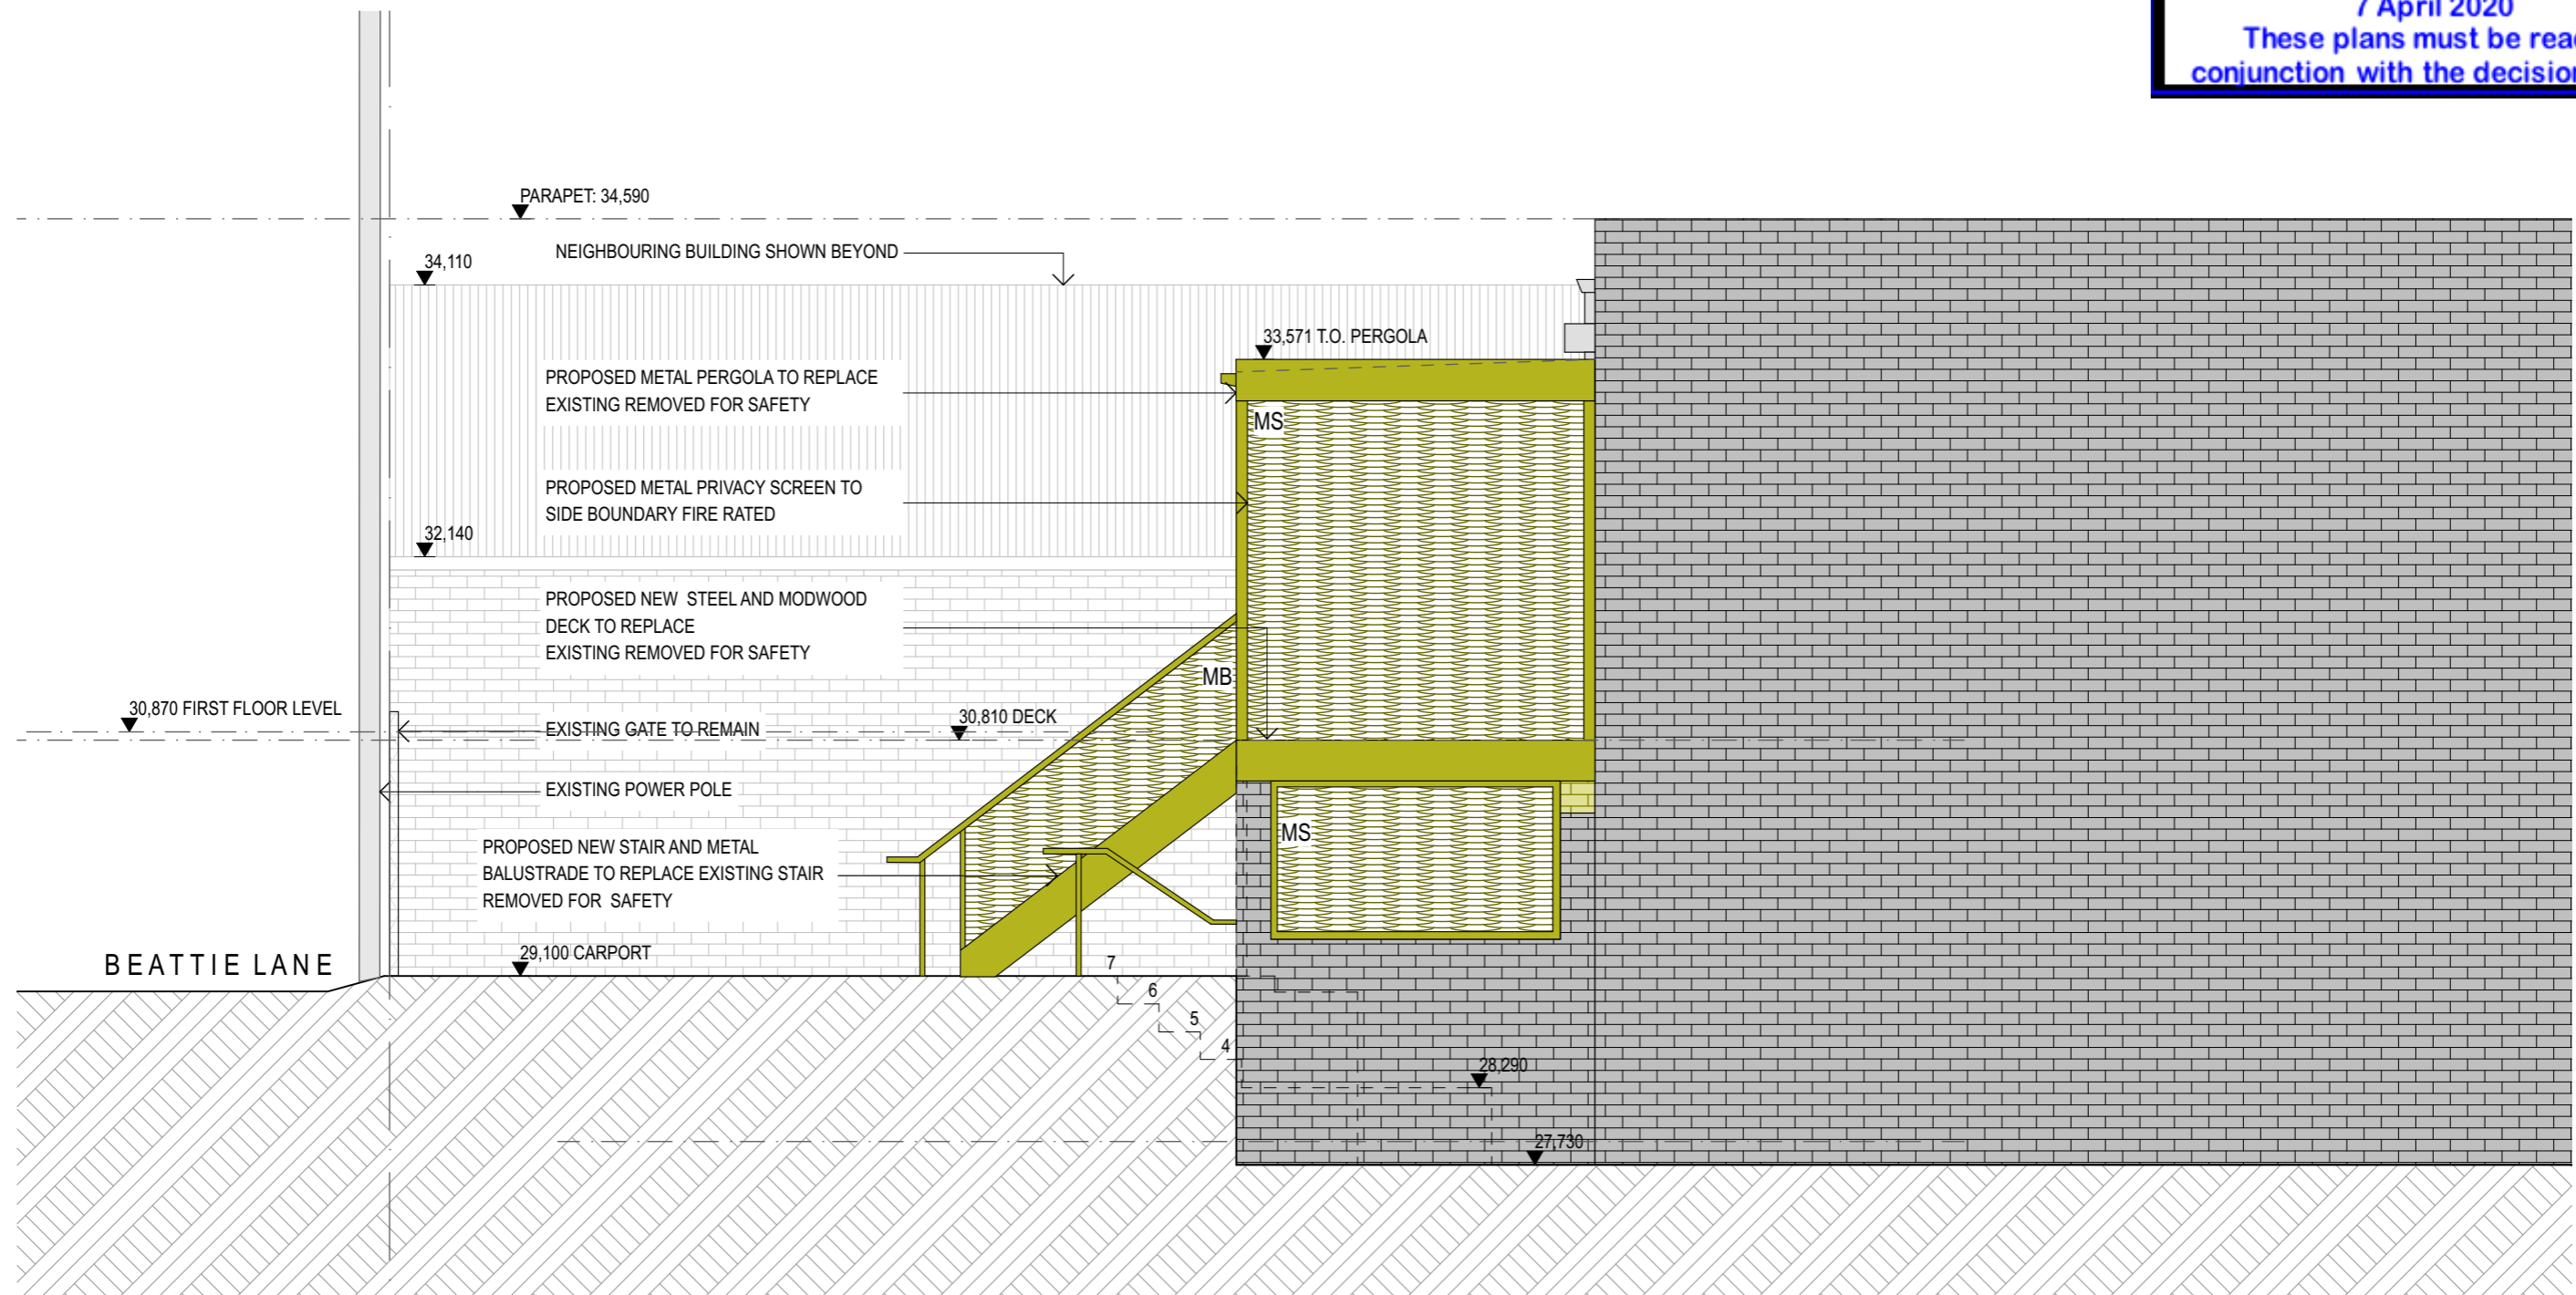 7 April 2020
These plans must be rea
conjunction with the decision
PARAPET: 34,590
NEIGHBOURING BUILDING SHOWN BEYOND
34,110
33,571 T.O. PERGOLA
PROPOSED METAL PERGOLA TO REPLACE
EXISTING REMOVED FOR SAFETY
MS
PROPOSED METAL PRIVACY SCREEN TO
SIDE BOUNDARY FIRE RATED
32,140
PROPOSED NEW STEEL AND MODWOOD
DECK TO REPLACE
EXISTING REMOVED FOR SAFETY
MB
30,870 FIRST FLOOR LEVEL
30,810 DECK
EXISTING GATE TO REMAIN
EXISTING POWER POLE
MS
PROPOSED NEW STAIR AND METAL
BALUSTRADE TO REPLACE EXISTING STAIR
REMOVED FOR SAFETY
BEATTIE LANE
29,100 CARPORT
7
6
5
4
28,290
27,730